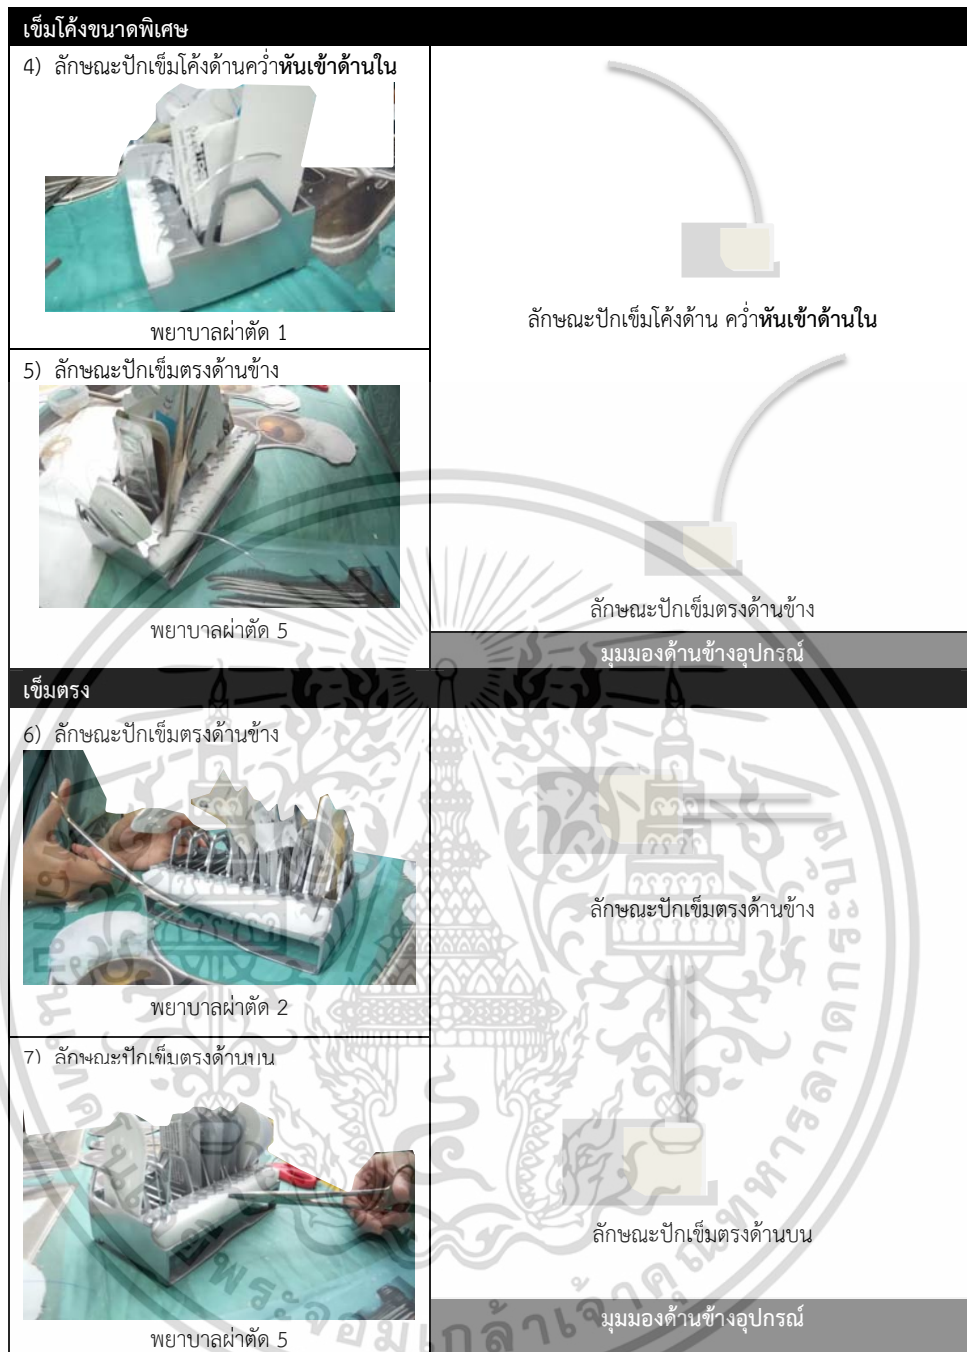 เข็มโค้งขนาดพิเศษ
4) ลักษณะปักเข็มโค้งด้านคว่ำหันเข้าด้านใน
พยาบาลผ่าตัด 1
ลักษณะปักเข็มโค้งด้าน คว่ำหันเข้าด้านใน
5) ลักษณะปักเข็มตรงด้านข้าง
พยาบาลผ่าตัด 5
ลักษณะปักเข็มตรงด้านข้าง
มุมมองด้านข้างอุปกรณ์
เข็มตรง
6) ลักษณะปักเข็มตรงด้านข้าง
พยาบาลผ่าตัด 2
ลักษณะปักเข็มตรงด้านข้าง
7) ลักษณะปักเข็มตรงด้านบน
พยาบาลผ่าตัด 5
ลักษณะปักเข็มตรงด้านบน
มุมมองด้านข้างอุปกรณ์